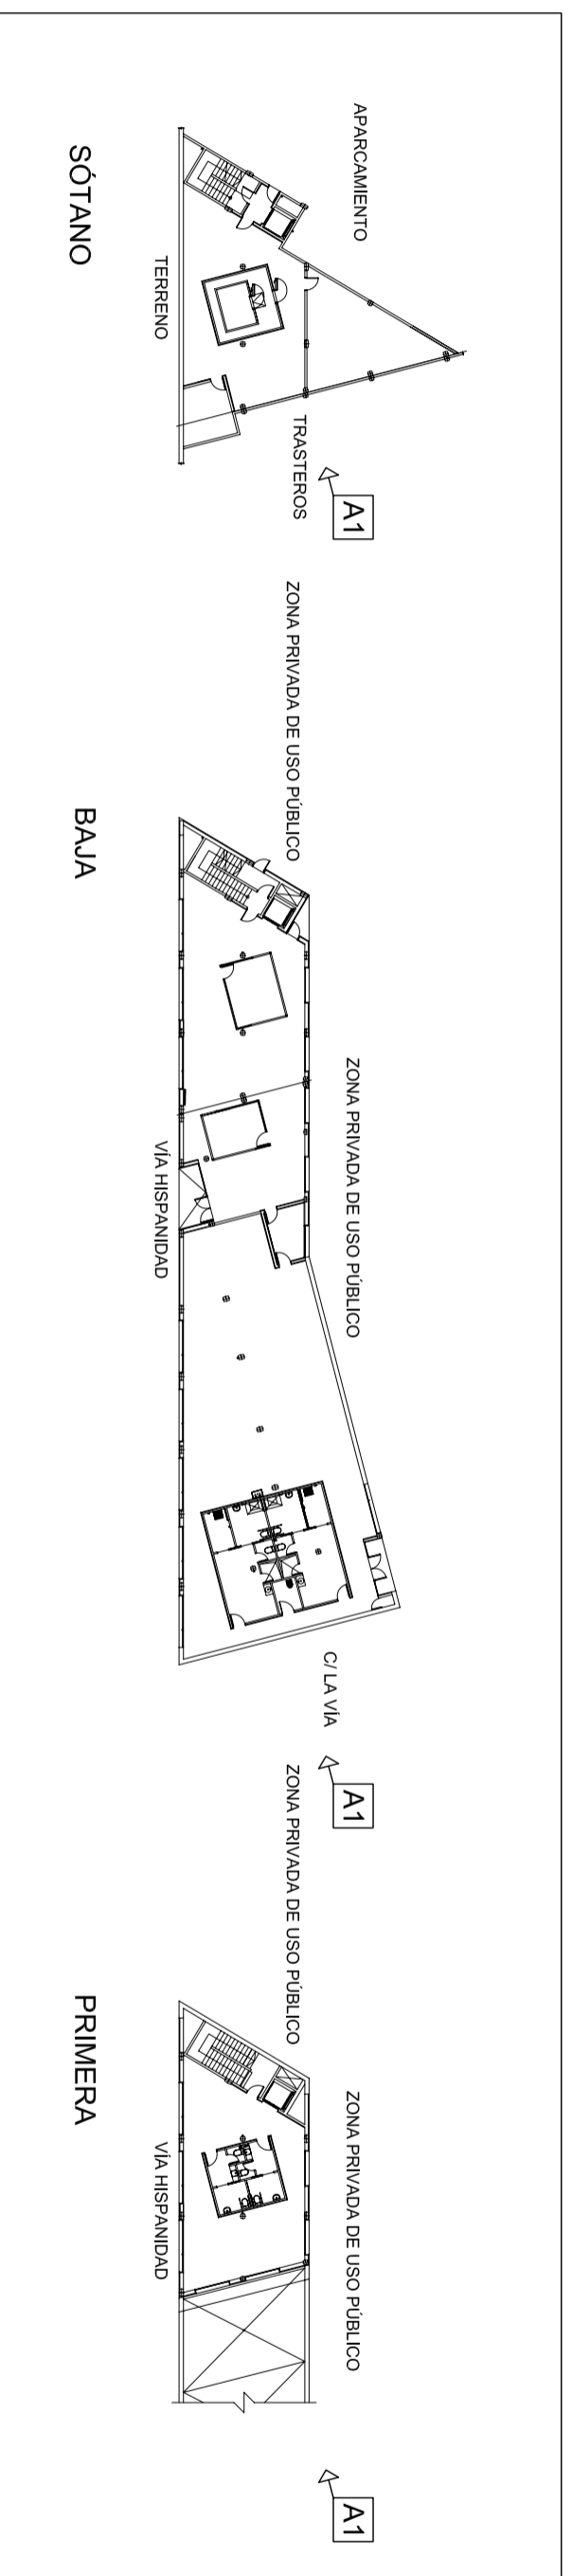 APARCAMIENTO
TRASTEROS
TERRENO
A1
SÓTANO
ZONA PRIVADA DE USO PÚBLICO
ZONA PRIVADA DE USO PÚBLICO
VÍA HISPANIDAD
C/ LA VÍA
A1
BAJA
ZONA PRIVADA DE USO PÚBLICO
ZONA PRIVADA DE USO PÚBLICO
VÍA HISPANIDAD
A1
PRIMERA